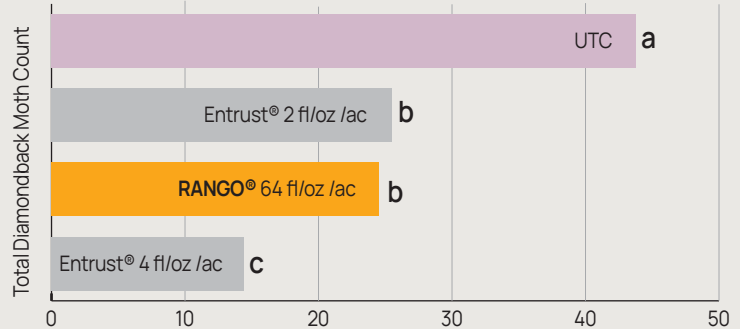 Total Diamondback Moth Count
UTC a
Entrust® 2 fl/oz /ac b
RANGO® 64 fl/oz /ac b
Entrust® 4 fl/oz /ac c
0 10 20 30 40 50